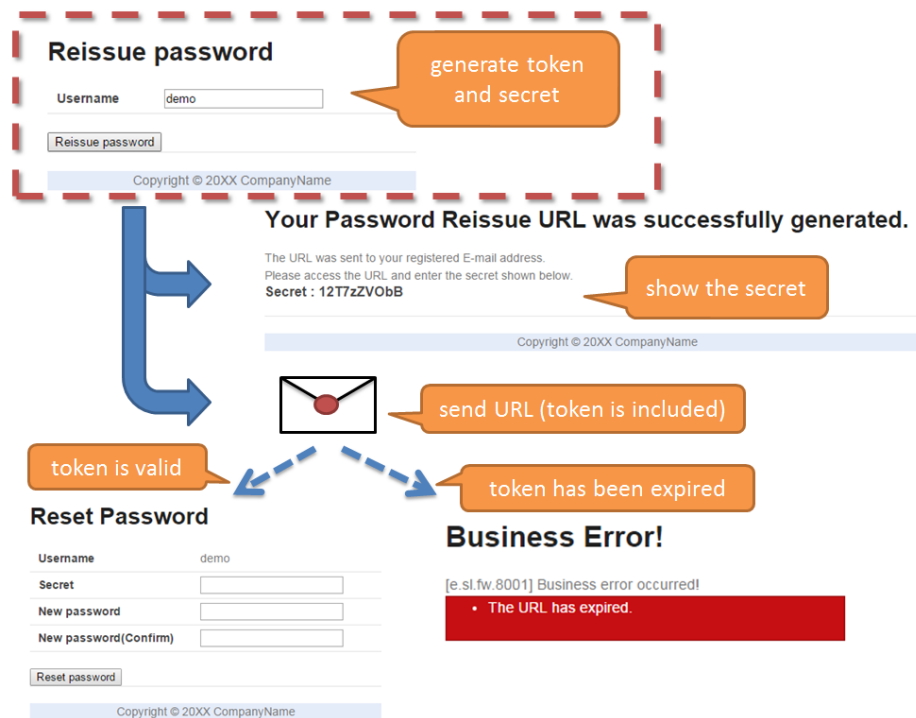 Reissue password
generate token
and secret
Username demo
Reissue password
Copyright © 20XX CompanyName
Your Password Reissue URL was successfully generated.
The URL was sent to your registered E-mail address.
Please access the URL and enter the secret shown below.
Secret : 12T7zZVObB
show the secret
Copyright © 20XX CompanyName
send URL (token is included)
token is valid
token has been expired
Reset Password
Username demo
Secret
New password
New password(Confirm)
Reset password
Copyright © 20XX CompanyName
Business Error!
[e.sl.fw.8001] Business error occurred!
• The URL has expired.